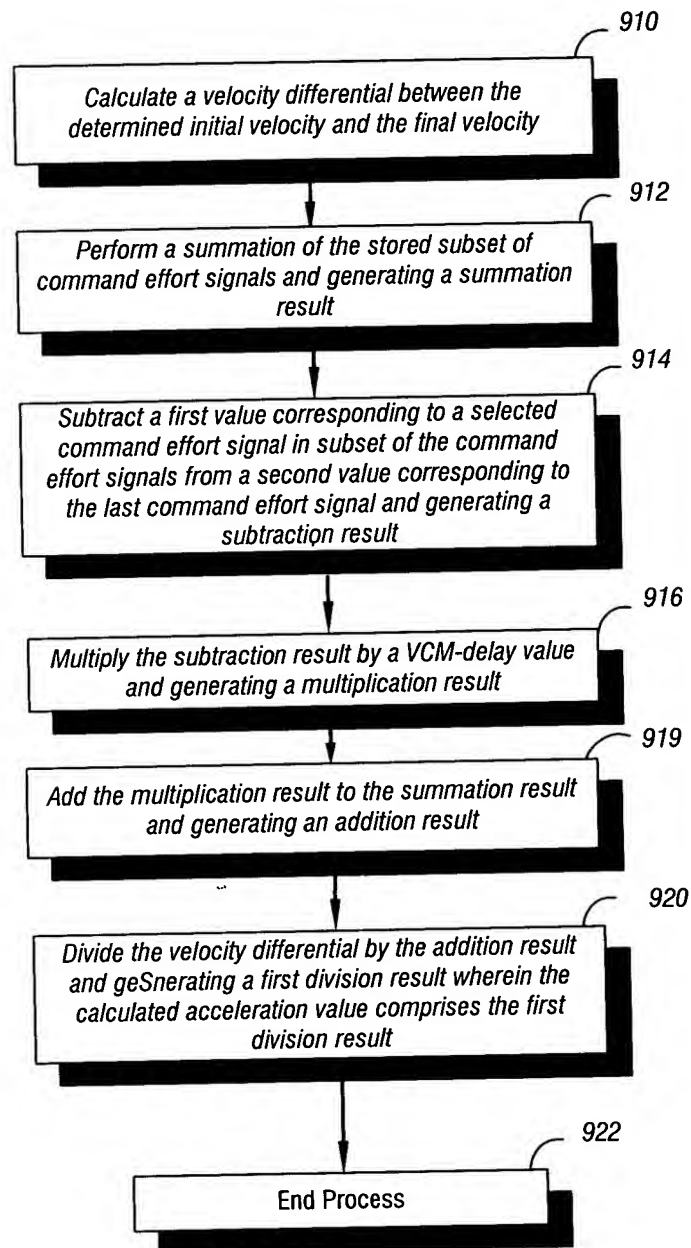 910
Calculate a velocity differential between the
determined initial velocity and the final velocity
912
Perform a summation of the stored subset of
command effort signals and generating a summation
result
914
Subtract a first value corresponding to a selected
command effort signal in subset of the command
effort signals from a second value corresponding to
the last command effort signal and generating a
subtraction result
916
Multiply the subtraction result by a VCM-delay value
and generating a multiplication result
919
Add the multiplication result to the summation result
and generating an addition result
920
Divide the velocity differential by the addition result
and geSnerating a first division result wherein the
calculated acceleration value comprises the first
division result
922
End Process